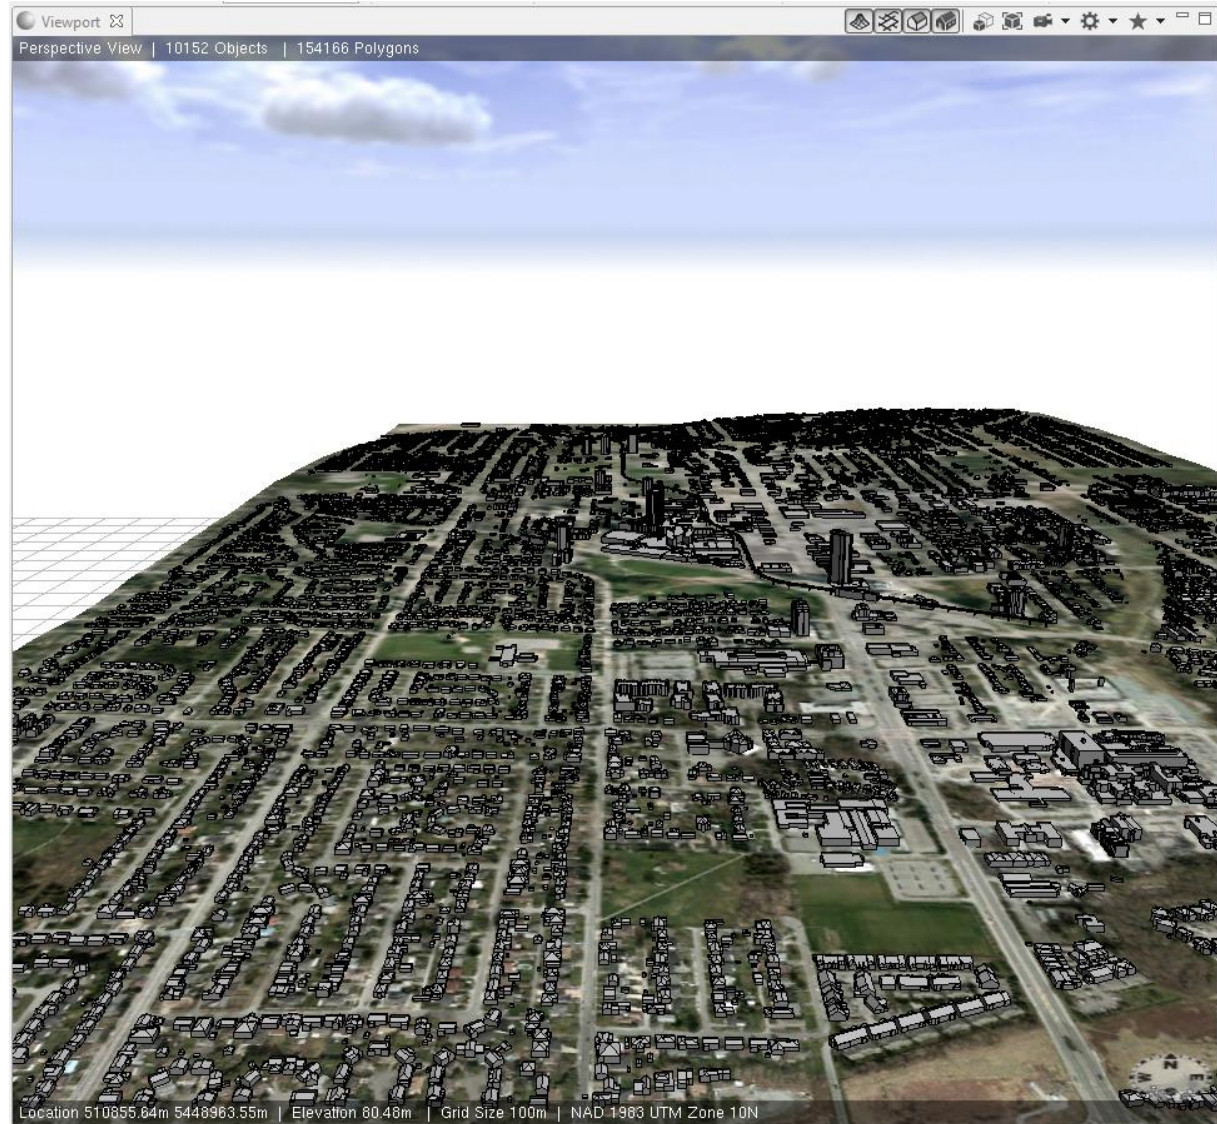 Viewport
Perspective View | 10152 Objects | 154166 Polygons
N
W E
Location 510855.64m 5448963.55m | Elevation 80.48m | Grid Size 100m | NAD 1983 UTM Zone 10N